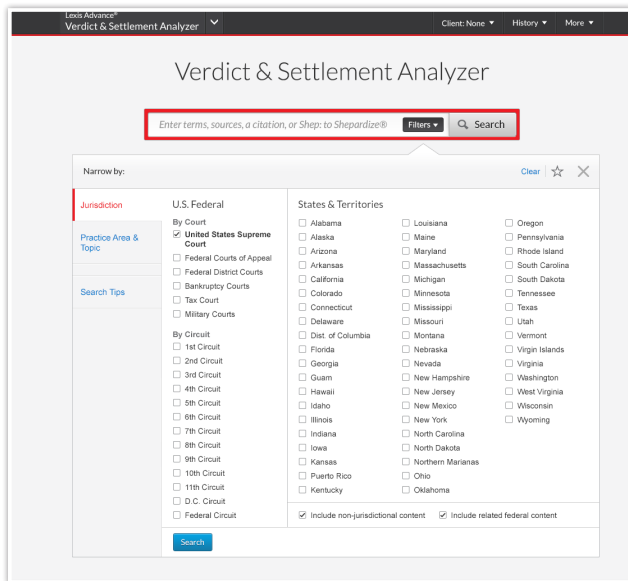 Lexis Advance®
Verdict & Settlement Analyzer
Client: None ▼ History ▼ More ▼
Verdict & Settlement Analyzer
Enter terms, sources, a citation, or Shep: to Shepardize® Filters ▾ Search
Narrow by:
Clear
Jurisdiction
Practice Area &
Topic
Search Tips
U.S. Federal
By Court
United States Supreme
Court
Federal Courts of Appeal
Federal District Courts
Bankruptcy Courts
Tax Court
Military Courts
By Circuit
1st Circuit
2nd Circuit
3rd Circuit
4th Circuit
5th Circuit
6th Circuit
7th Circuit
8th Circuit
9th Circuit
10th Circuit
11th Circuit
D.C. Circuit
Federal Circuit
States & Territories
Alabama
Alaska
Arizona
Arkansas
California
Colorado
Connecticut
Delaware
Dist. of Columbia
Florida
Georgia
Guam
Hawaii
Idaho
Illinois
Indiana
Iowa
Kansas
Puerto Rico
Kentucky
Louisiana
Maine
Maryland
Massachusetts
Michigan
Minnesota
Mississippi
Missouri
Montana
Nebraska
Nevada
New Hampshire
New Jersey
New Mexico
New York
North Carolina
North Dakota
Northern Marianas
Ohio
Oklahoma
Oregon
Pennsylvania
Rhode Island
South Carolina
South Dakota
Tennessee
Texas
Utah
Vermont
Virgin Islands
Virginia
Washington
West Virginia
Wisconsin
Wyoming
Include non-jurisdictional content
Include related federal content
Search